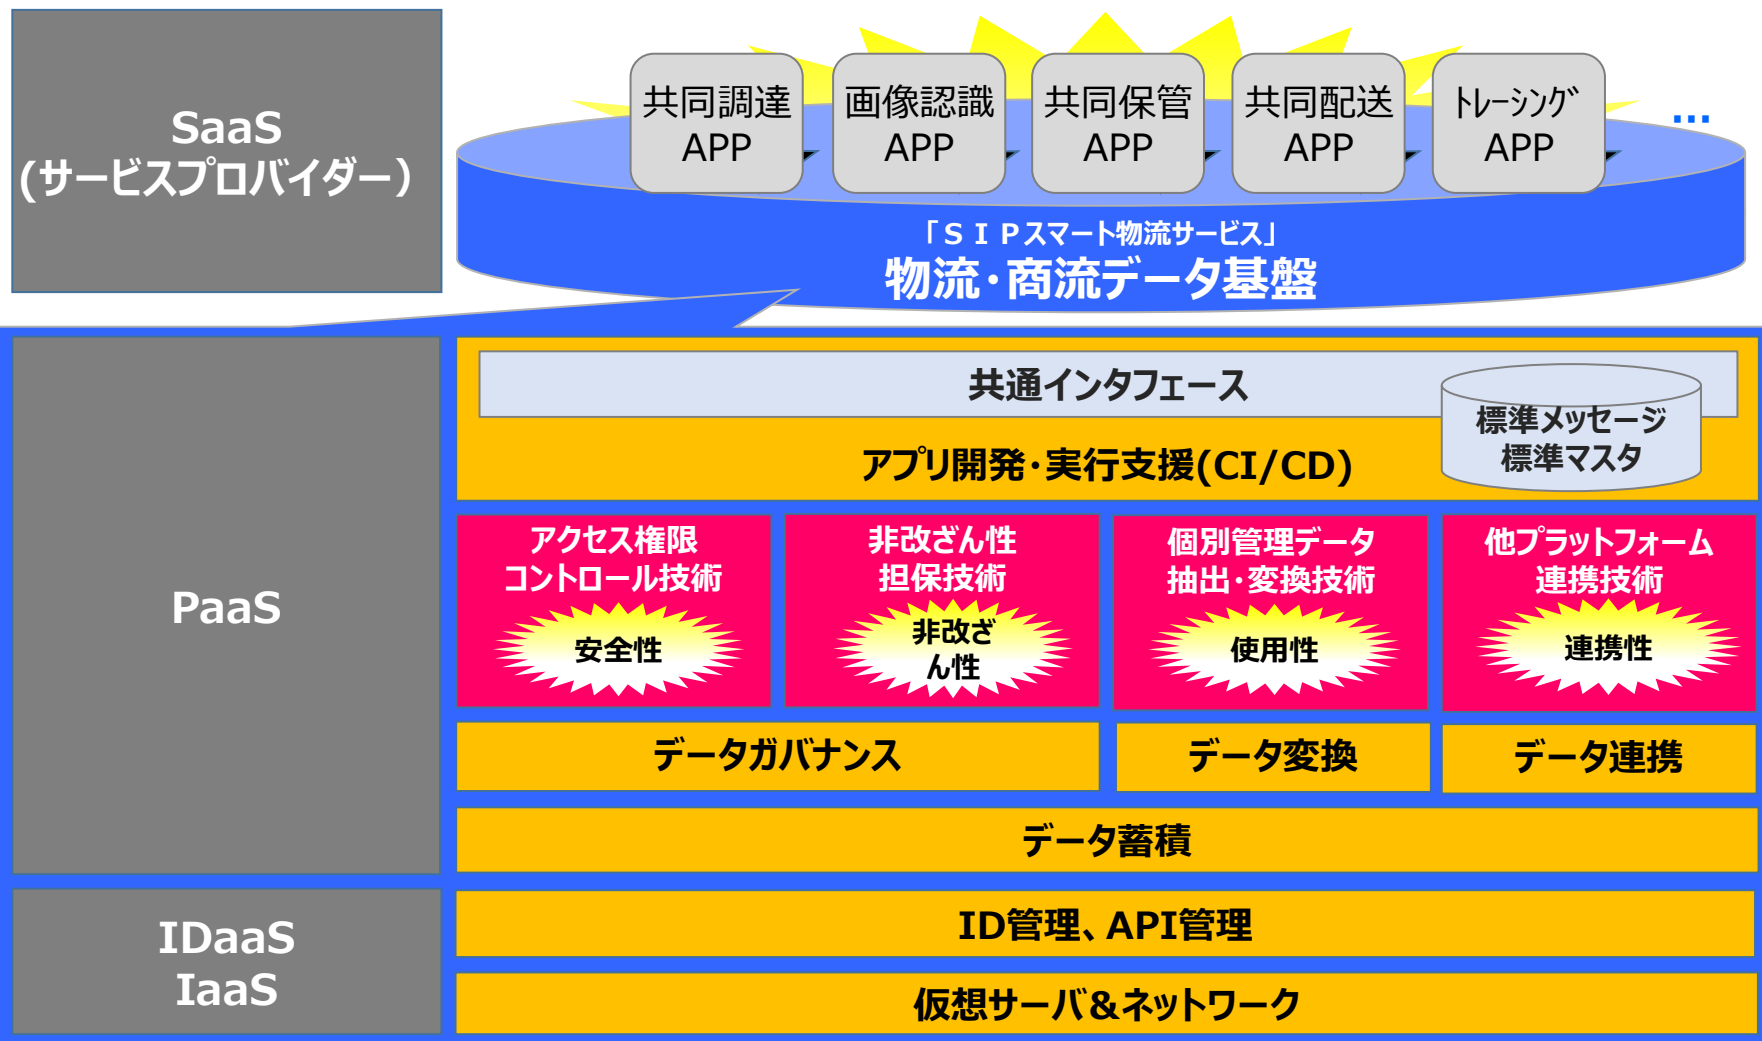 SaaS
(サービスプロバイダー）
共同調達
APP
画像認識
APP
共同保管
APP
共同配送
APP
ﾄﾚｰｼﾝｸﾞ
APP
…
「ＳＩＰスマート物流サービス」
物流・商流データ基盤
PaaS
共通インタフェース
標準メッセージ
標準マスタ
アプリ開発・実行支援(CI/CD)
アクセス権限
コントロール技術
安全性
非改ざん性
担保技術
非改ざ
ん性
個別管理データ
抽出・変換技術
使用性
他プラットフォーム
連携技術
連携性
データガバナンス
データ変換
データ連携
データ蓄積
IDaaS
IaaS
ID管理、API管理
仮想サーバ&ネットワーク